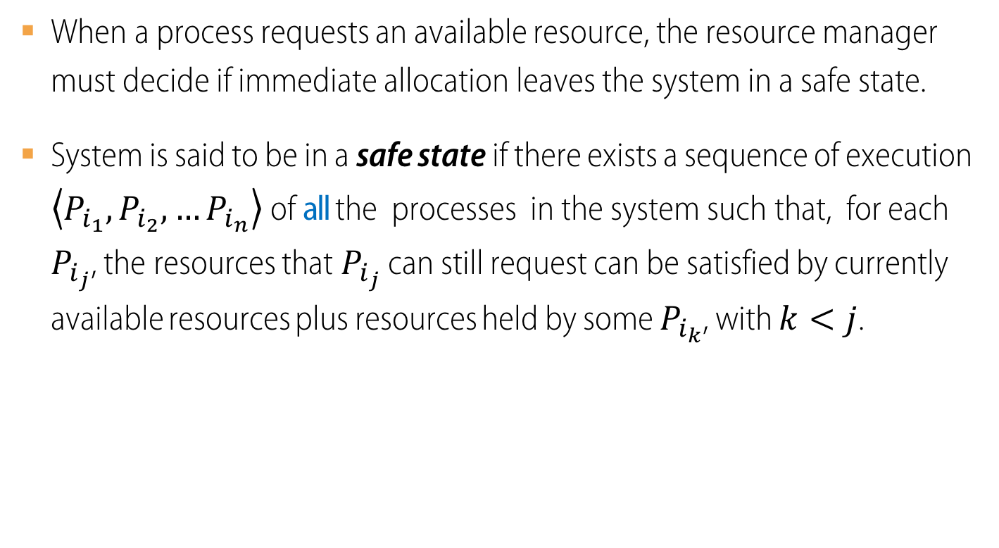 ▪ When a process requests an available resource, the resource manager
must decide if immediate allocation leaves the system in a safe state.
▪ System is said to be in a safe state if there exists a sequence of execution
⟨P_{i_1}, P_{i_2}, … P_{i_n}⟩ of all the processes in the system such that, for each
P_{i_j}, the resources that P_{i_j} can still request can be satisfied by currently
available resources plus resources held by some P_{i_k}, with k < j.